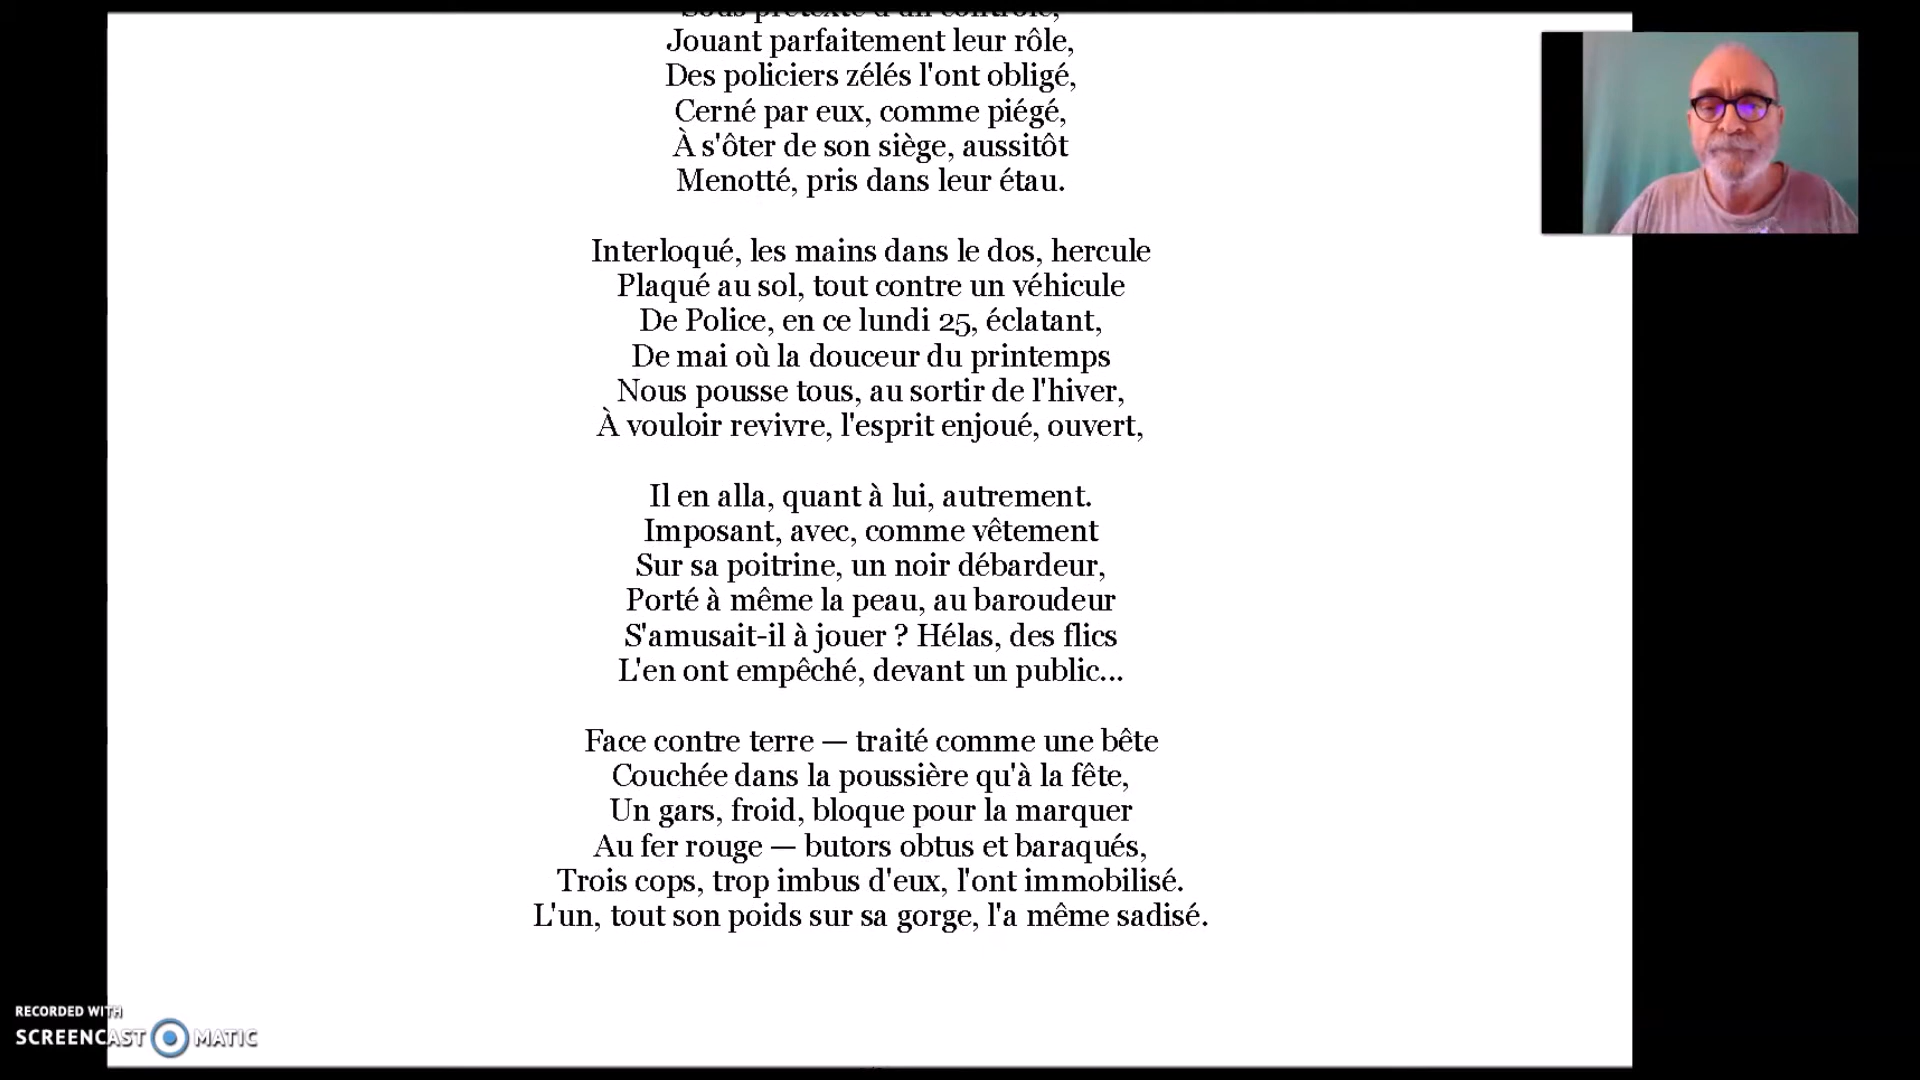 Sous prétexte d'un contrôle,
Jouant parfaitement leur rôle,
Des policiers zélés l'ont obligé,
Cerné par eux, comme piégé,
À s'ôter de son siège, aussitôt
Menotté, pris dans leur étau.
Interloqué, les mains dans le dos, hercule
Plaqué au sol, tout contre un véhicule
De Police, en ce lundi 25, éclatant,
De mai où la douceur du printemps
Nous pousse tous, au sortir de l'hiver,
À vouloir revivre, l'esprit enjoué, ouvert,
Il en alla, quant à lui, autrement.
Imposant, avec, comme vêtement
Sur sa poitrine, un noir débardeur,
Porté à même la peau, au baroudeur
S'amusait-il à jouer ? Hélas, des flics
L'en ont empêché, devant un public...
Face contre terre — traité comme une bête
Couchée dans la poussière qu'à la fête,
Un gars, froid, bloque pour la marquer
Au fer rouge — butors obtus et baraqués,
Trois cops, trop imbus d'eux, l'ont immobilisé.
L'un, tout son poids sur sa gorge, l'a même sadisé.
RECORDED WITH
SCREENCAST MATIC